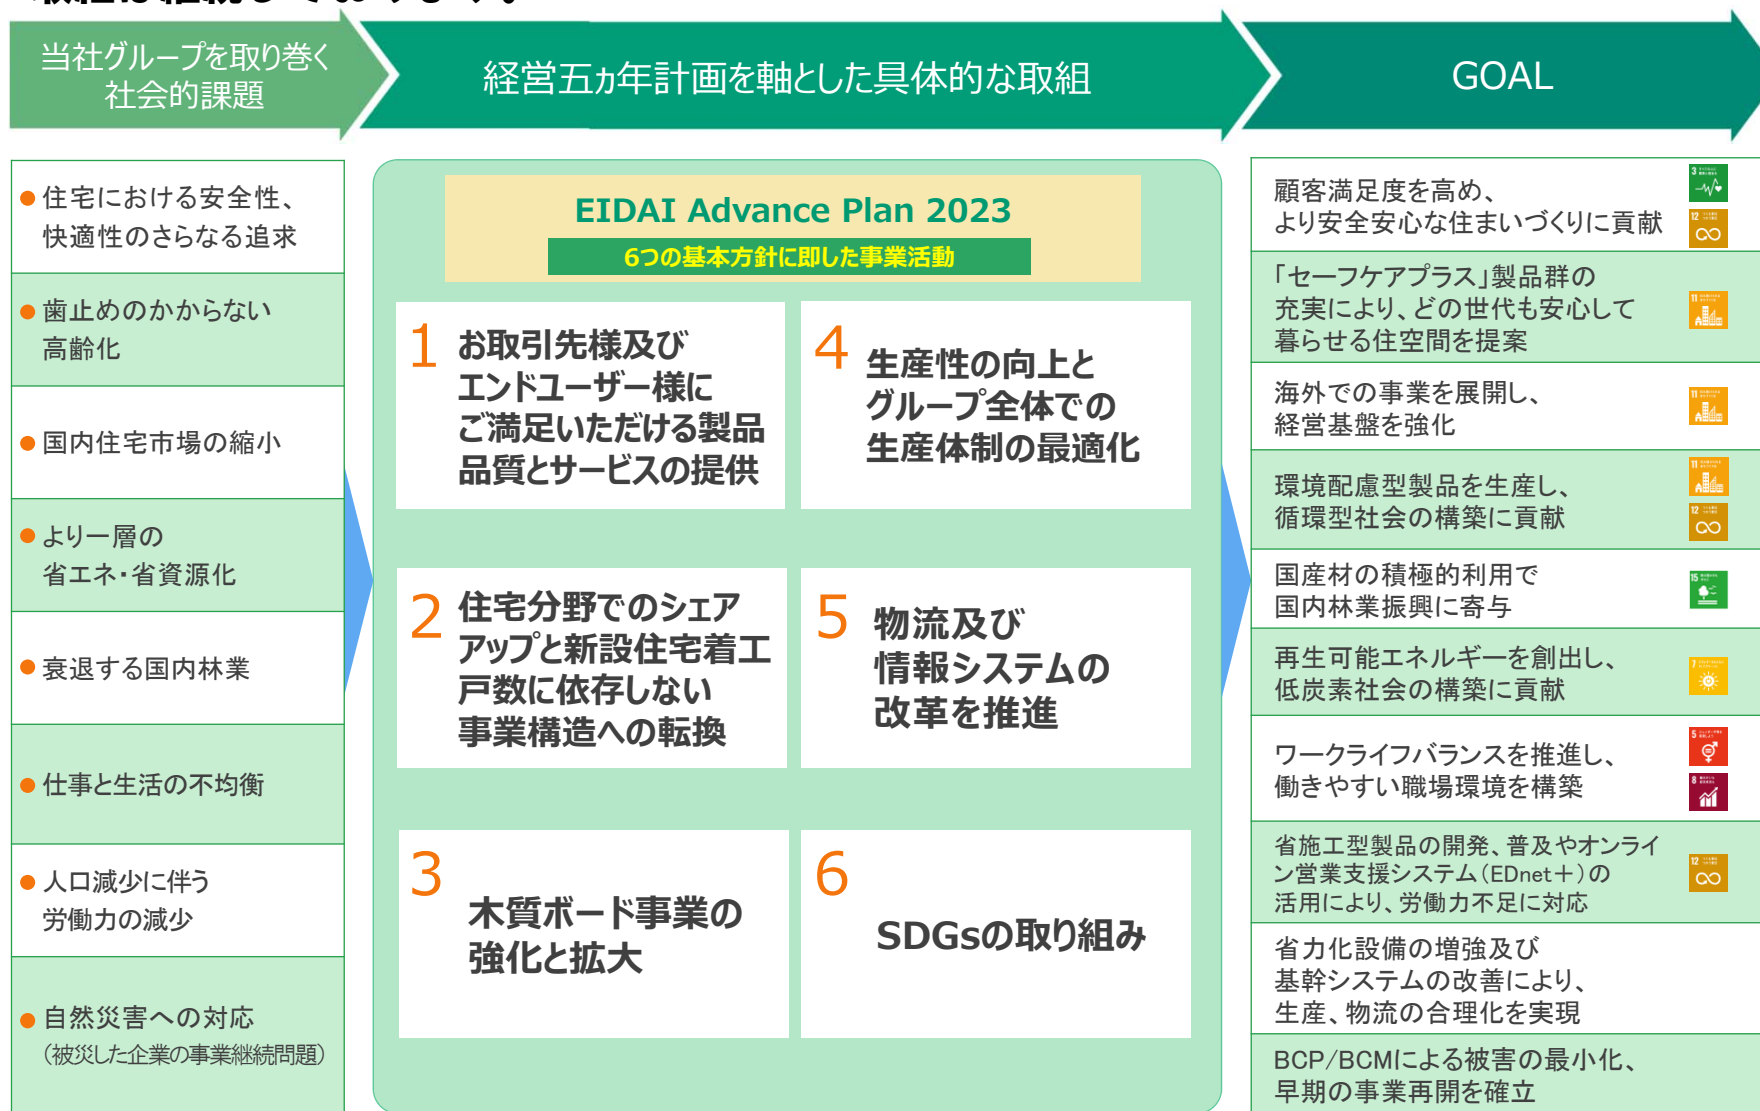 取組は継続しております。
当社グループを取り巻く
社会的課題
経営五ヵ年計画を軸とした具体的な取組
GOAL
●住宅における安全性、
快適性のさらなる追求
●歯止めのかからない
高齢化
●国内住宅市場の縮小
●より一層の
省エネ・省資源化
●衰退する国内林業
●仕事と生活の不均衡
●人口減少に伴う
労働力の減少
●自然災害への対応
（被災した企業の事業継続問題）
EIDAI Advance Plan 2023
6つの基本方針に即した事業活動
1 お取引先様及び
エンドユーザー様に
ご満足いただける製品
品質とサービスの提供
2 住宅分野でのシェア
アップと新設住宅着工
戸数に依存しない
事業構造への転換
3
木質ボード事業の
強化と拡大
4 生産性の向上と
グループ全体での
生産体制の最適化
5 物流及び
情報システムの
改革を推進
6
SDGsの取り組み
顧客満足度を高め、
より安全安心な住まいづくりに貢献
3
12
「セーフケアプラス」製品群の
充実により、どの世代も安心して
暮らせる住空間を提案
11
海外での事業を展開し、
経営基盤を強化
11
環境配慮型製品を生産し、
循環型社会の構築に貢献
11
12
国産材の積極的利用で
国内林業振興に寄与
15
再生可能エネルギーを創出し、
低炭素社会の構築に貢献
7
ワークライフバランスを推進し、
働きやすい職場環境を構築
5
8
省施工型製品の開発、普及やオンライ
ン営業支援システム（EDnet＋）の
活用により、労働力不足に対応
12
省力化設備の増強及び
基幹システムの改善により、
生産、物流の合理化を実現
BCP/BCMによる被害の最小化、
早期の事業再開を確立